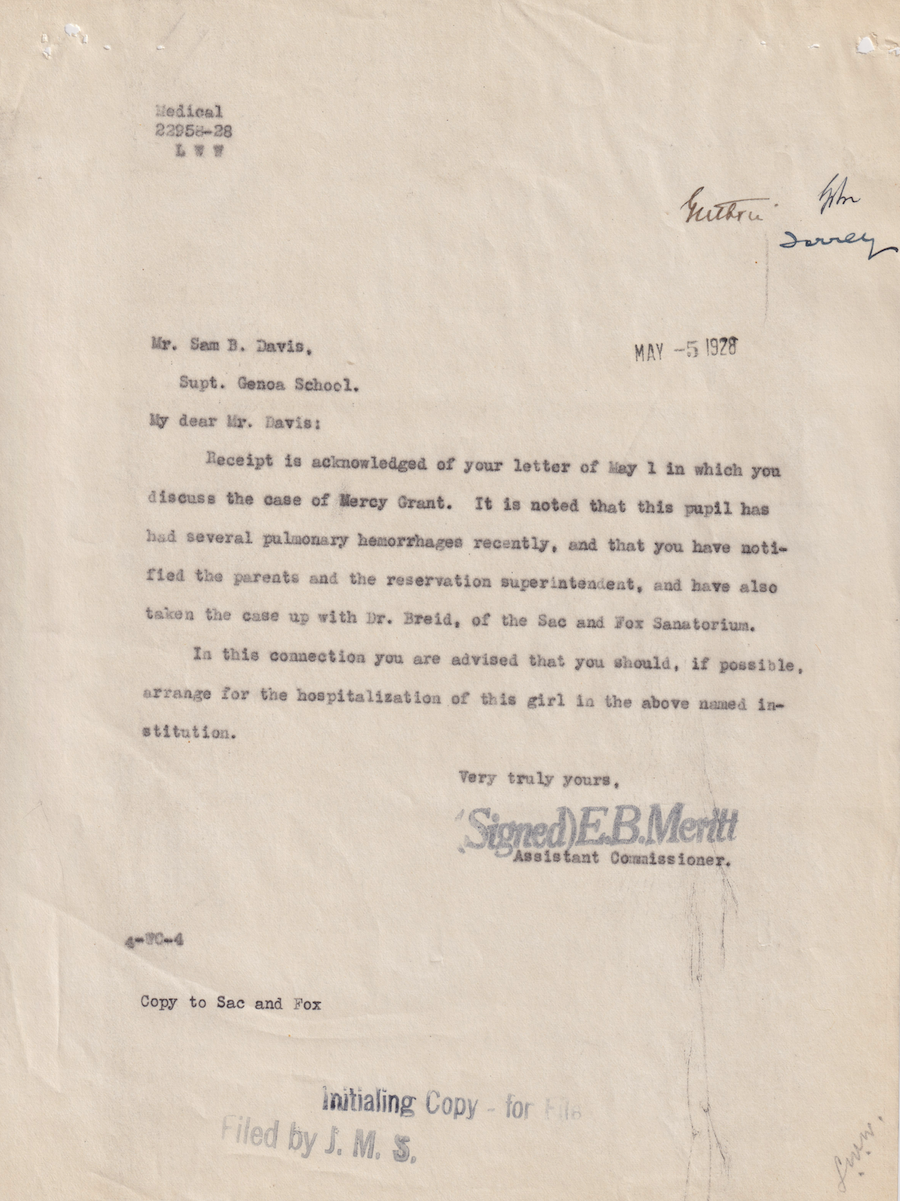 Medical
22958-28
L W W
Guthrie
Torrey
MAY -5 1928
Mr. Sam B. Davis,
Supt. Genoa School.
My dear Mr. Davis:
Receipt is acknowledged of your letter of May 1 in which you
discuss the case of Mercy Grant. It is noted that this pupil has
had several pulmonary hemorrhages recently, and that you have noti-
fied the parents and the reservation superintendent, and have also
taken the case up with Dr. Breid, of the Sac and Fox Sanatorium.
In this connection you are advised that you should, if possible,
arrange for the hospitalization of this girl in the above named in-
stitution.
Very truly yours,
(Signed) E.B. Meritt
Assistant Commissioner.
4-FC-4
Copy to Sac and Fox
Initialing Copy - for File
Filed by J. M. S.
L.W.W.